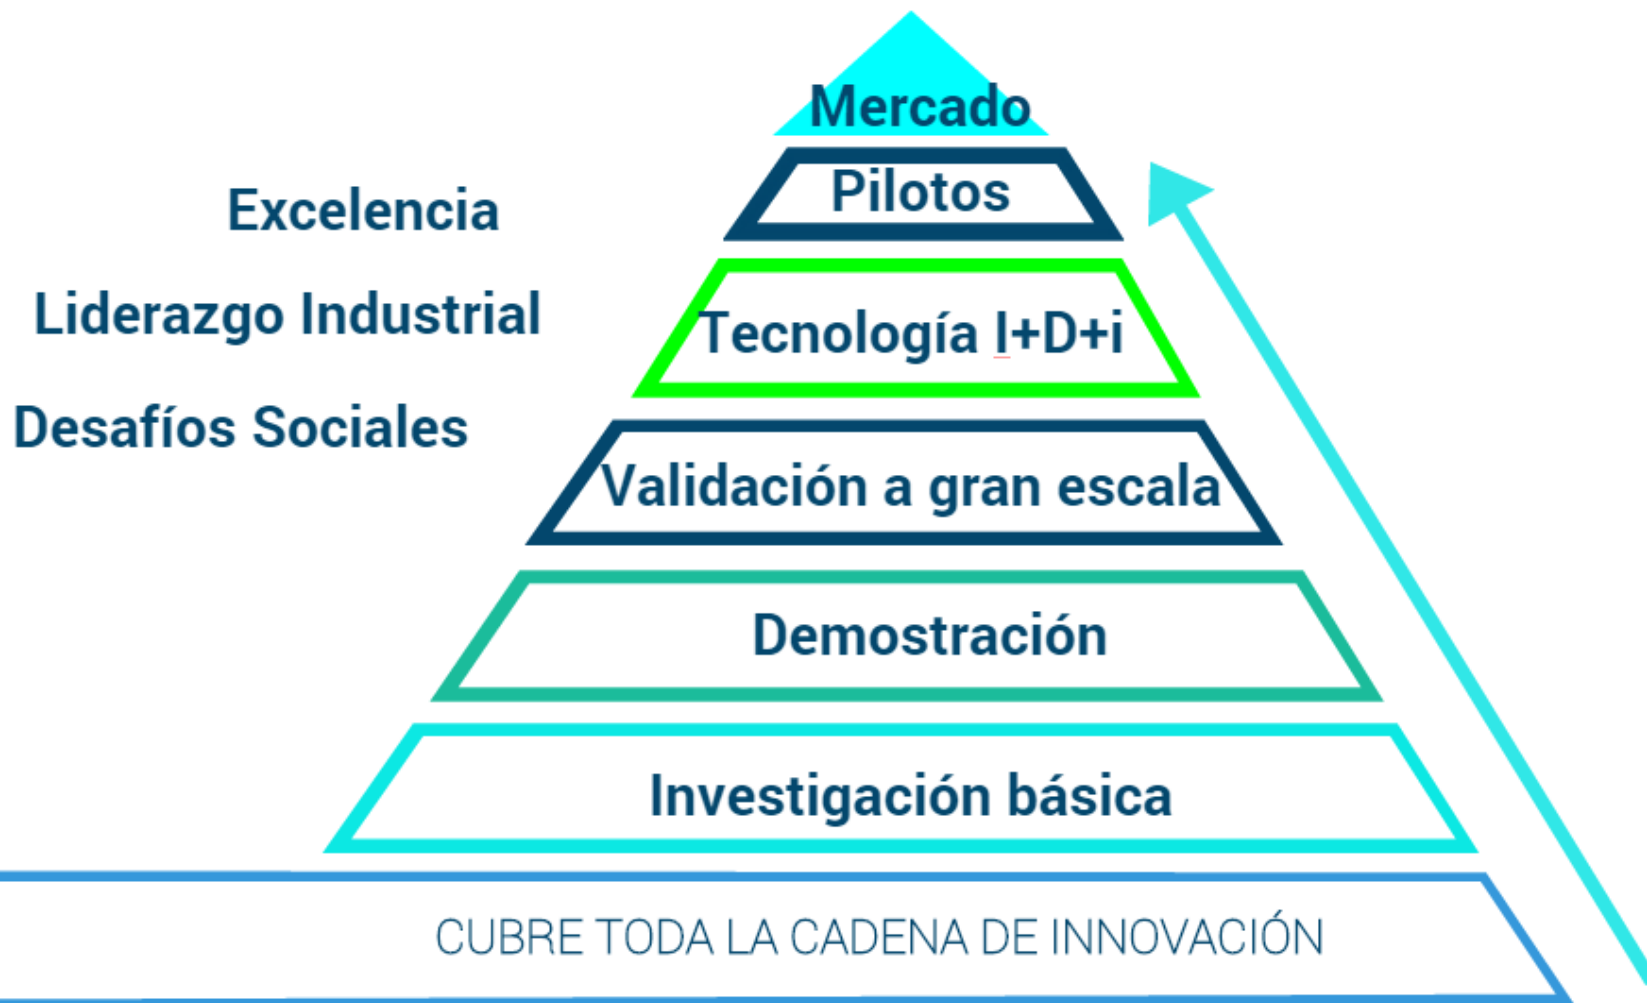 Mercado
Pilotos
Excelencia
Liderazgo Industrial
Tecnología I+D+i
Desafíos Sociales
Validación a gran escala
Demostración
Investigación básica
CUBRE TODA LA CADENA DE INNOVACIÓN